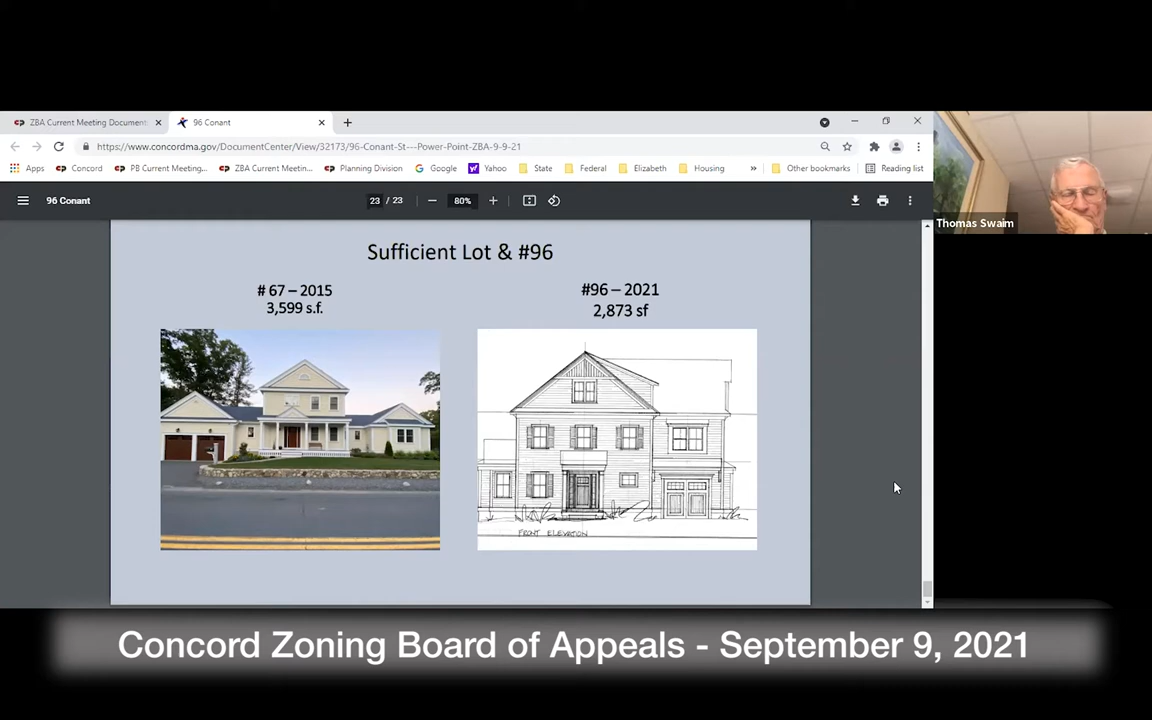 ZBA Current Meeting Document
96 Conant
https://www.concordma.gov/DocumentCenter/View/32173/96-Conant-St---Power-Point-ZBA-9-9-21
Apps
Concord
PB Current Meeting...
ZBA Current Meetin...
Planning Division
Google
Yahoo
State
Federal
Elizabeth
Housing
»
Other bookmarks
Reading list
96 Conant
23 / 23
80%
Thomas Swaim
Sufficient Lot & #96
# 67 – 2015
3,599 s.f.
#96 – 2021
2,873 sf
FRONT ELEVATION
Concord Zoning Board of Appeals - September 9, 2021